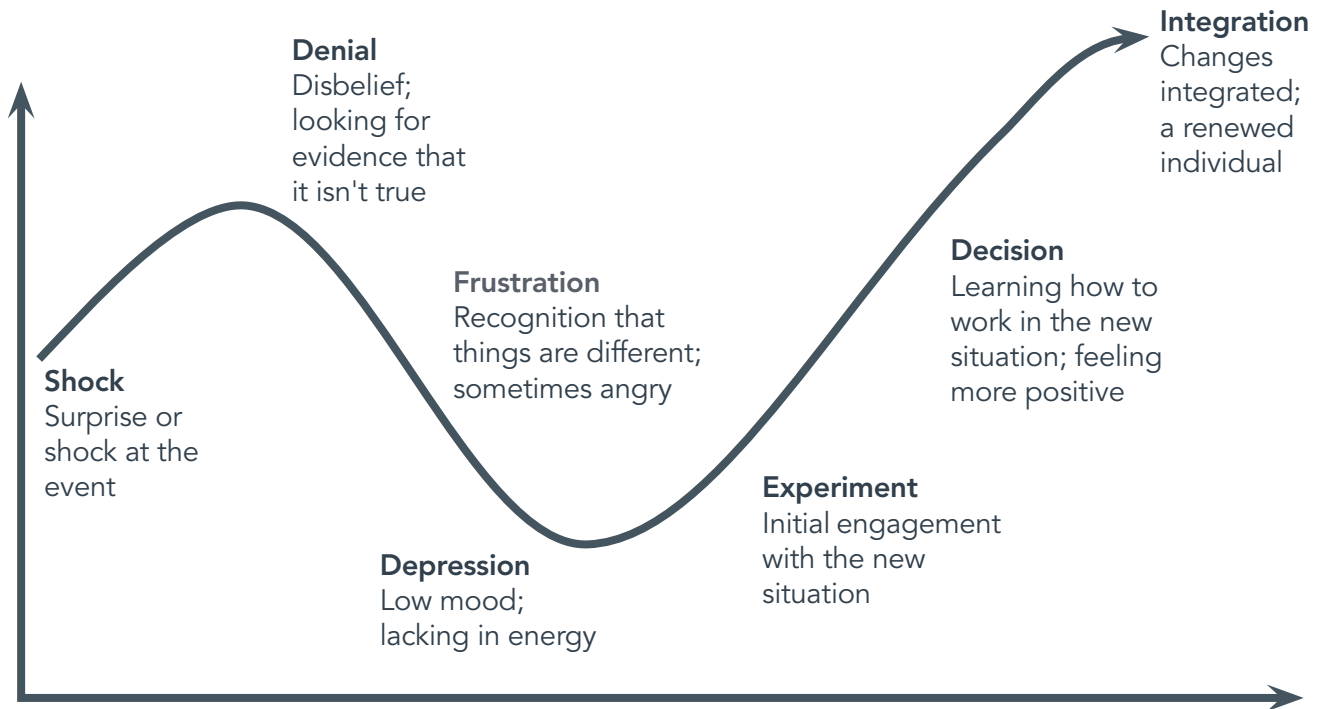 Shock
Surprise or
shock at the
event
Denial
Disbelief;
looking for
evidence that
it isn't true
Frustration
Recognition that
things are different;
sometimes angry
Depression
Low mood;
lacking in energy
Experiment
Initial engagement
with the new
situation
Decision
Learning how to
work in the new
situation; feeling
more positive
Integration
Changes
integrated;
a renewed
individual